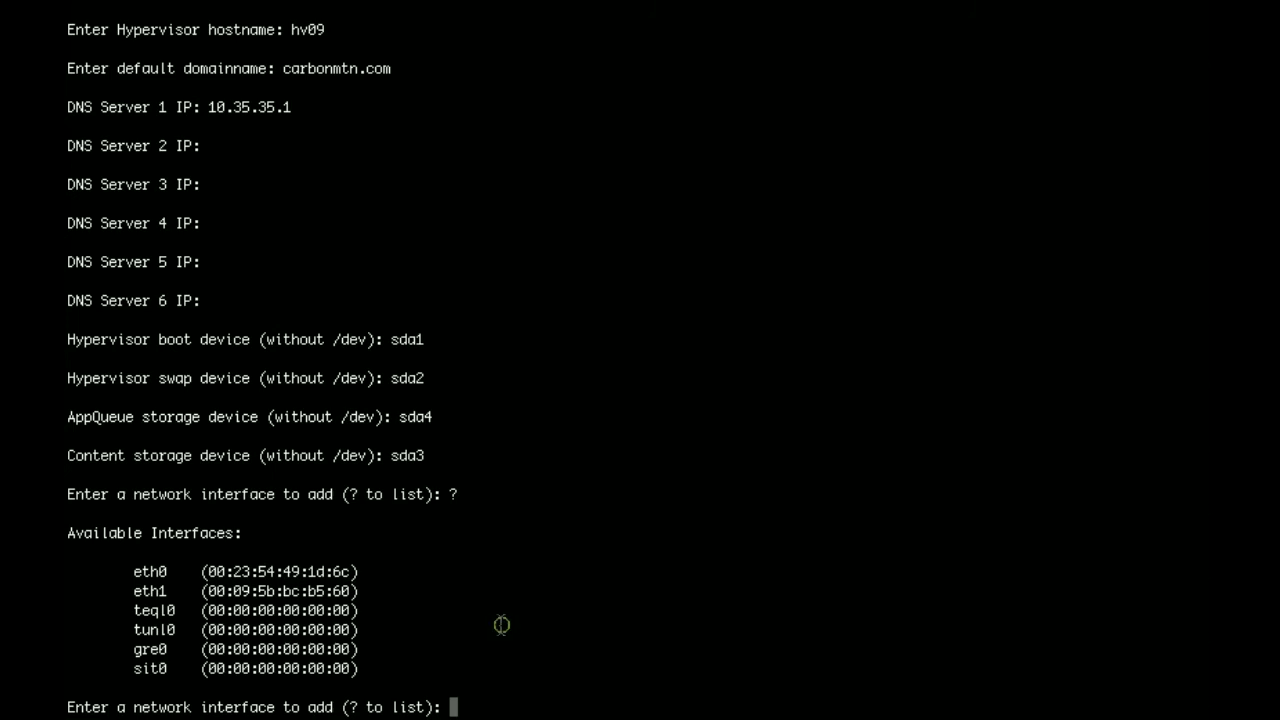 Enter Hypervisor hostname: hv09
Enter default domainname: carbonmtn.com
DNS Server 1 IP: 10.35.35.1
DNS Server 2 IP:
DNS Server 3 IP:
DNS Server 4 IP:
DNS Server 5 IP:
DNS Server 6 IP:
Hypervisor boot device (without /dev): sda1
Hypervisor swap device (without /dev): sda2
AppQueue storage device (without /dev): sda4
Content storage device (without /dev): sda3
Enter a network interface to add (? to list): ?
Available Interfaces:
eth0 (00:23:54:49:1d:6c)
eth1 (00:09:5b:bc:b5:60)
teql0 (00:00:00:00:00:00)
tunl0 (00:00:00:00:00:00)
gre0 (00:00:00:00:00:00)
sit0 (00:00:00:00:00:00)
Enter a network interface to add (? to list):